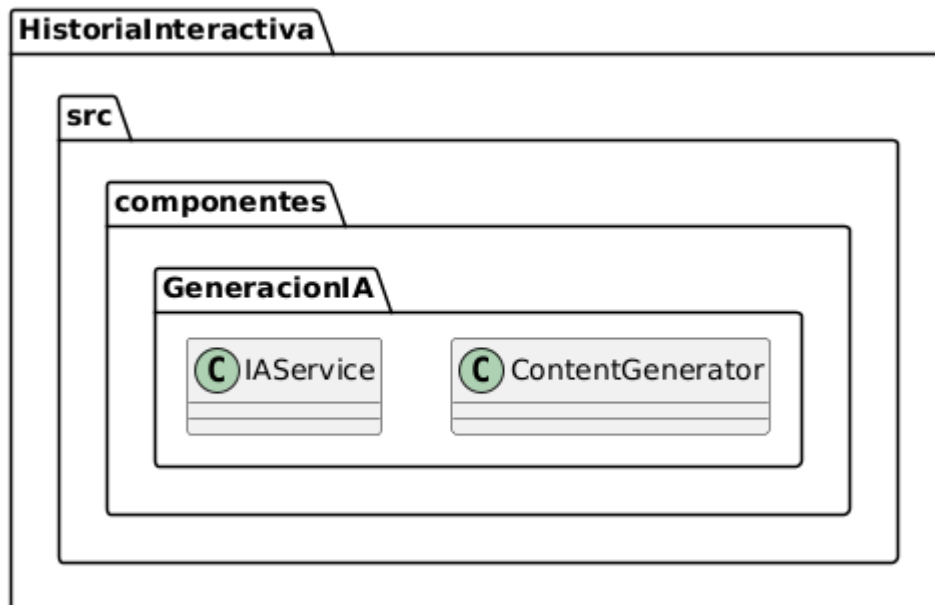 HistoriaInteractiva
src
componentes
GeneracionIA
C IAService
C ContentGenerator